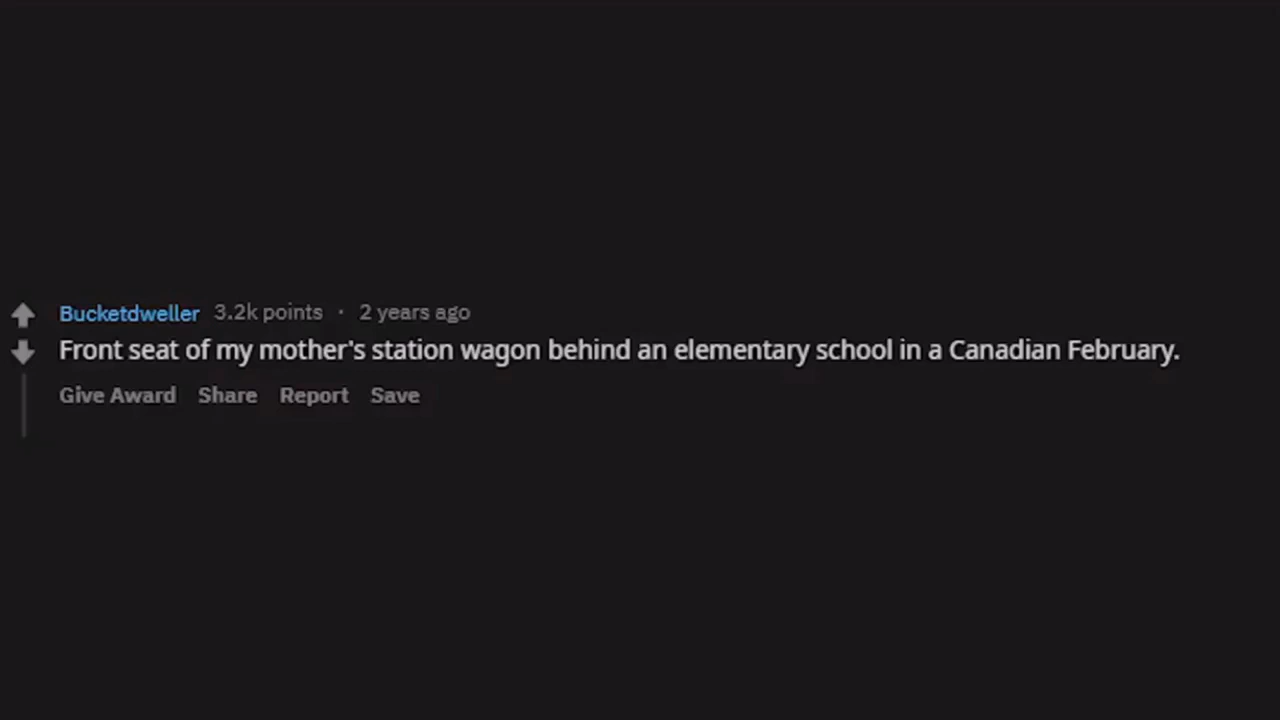 Bucketdweller 3.2k points · 2 years ago
Front seat of my mother's station wagon behind an elementary school in a Canadian February.
Give Award Share Report Save